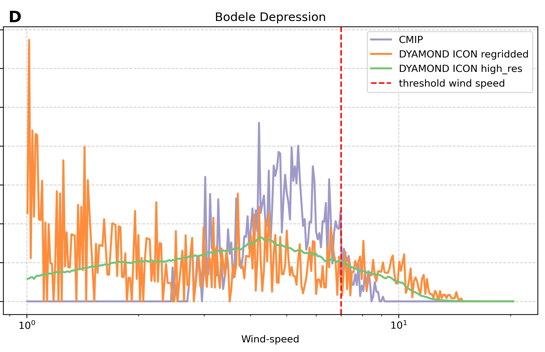 D
Bodele Depression
CMIP
DYAMOND ICON regridded
DYAMOND ICON high_res
threshold wind speed
10⁰
10¹
Wind-speed